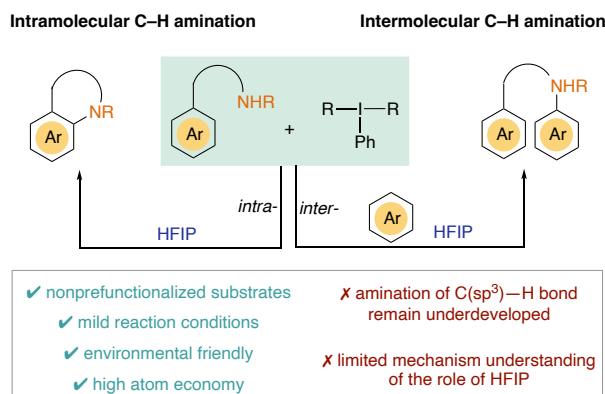 Intramolecular C–H amination
Intermolecular C–H amination
NR
Ar
NHR
Ar
+
R–I–R
Ph
NHR
Ar
Ar
intra-
inter-
HFIP
Ar
HFIP
✔ nonprefunctionalized substrates
✔ mild reaction conditions
✔ environmental friendly
✔ high atom economy
✗ amination of C(sp³)—H bond
remain underdeveloped
✗ limited mechanism understanding
of the role of HFIP